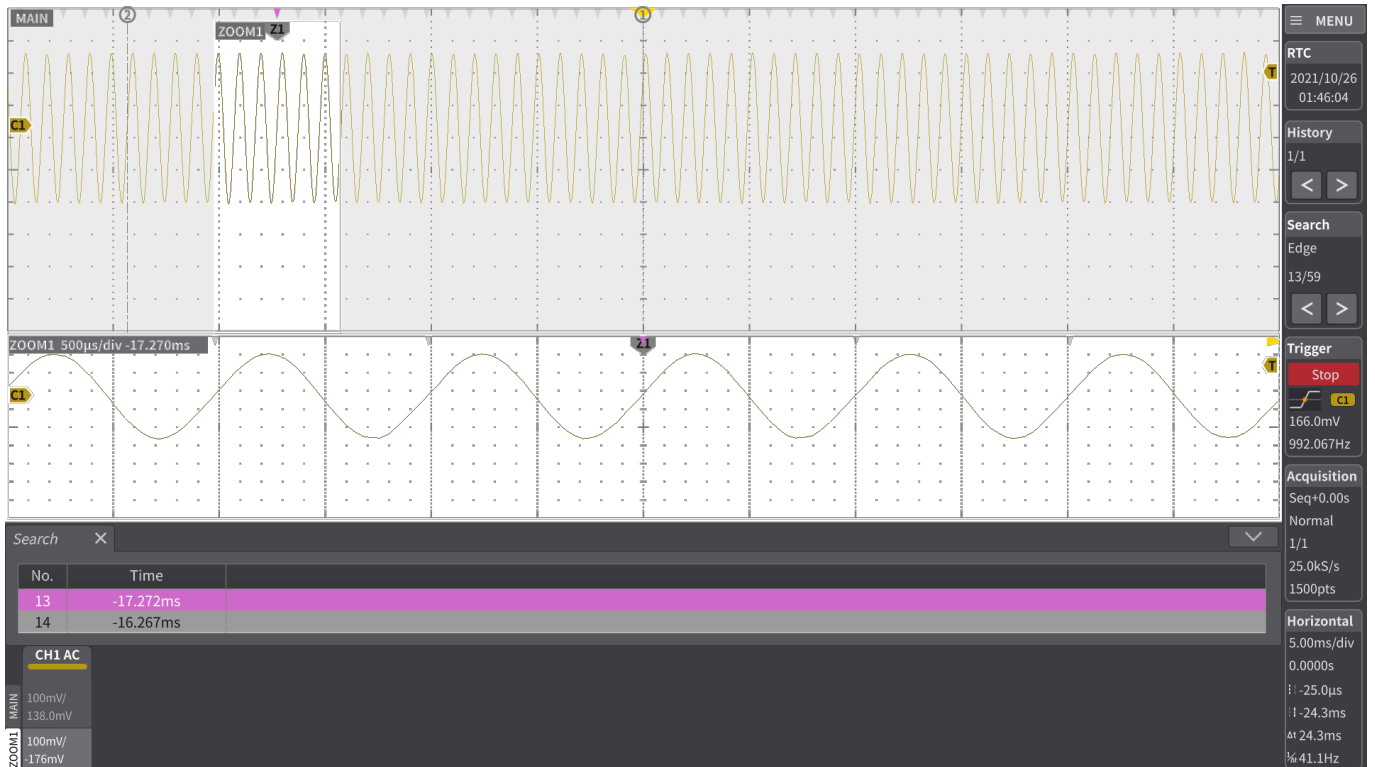 MAIN
2
Z1
1
ZOOM1
T
C1
ZOOM1 500µs/div -17.270ms
Z1
T
C1
Search
No. Time
13 -17.272ms
14 -16.267ms
CH1 AC
MAIN
100mV/
138.0mV
ZOOM1
100mV/
-176mV
MENU
RTC
2021/10/26
01:46:04
History
1/1
< >
Search
Edge
13/59
< >
Trigger
Stop
C1
166.0mV
992.067Hz
Acquisition
Seq+0.00s
Normal
1/1
25.0kS/s
1500pts
Horizontal
5.00ms/div
0.0000s
-25.0µs
-24.3ms
Δt 24.3ms
⅟Δt 41.1Hz